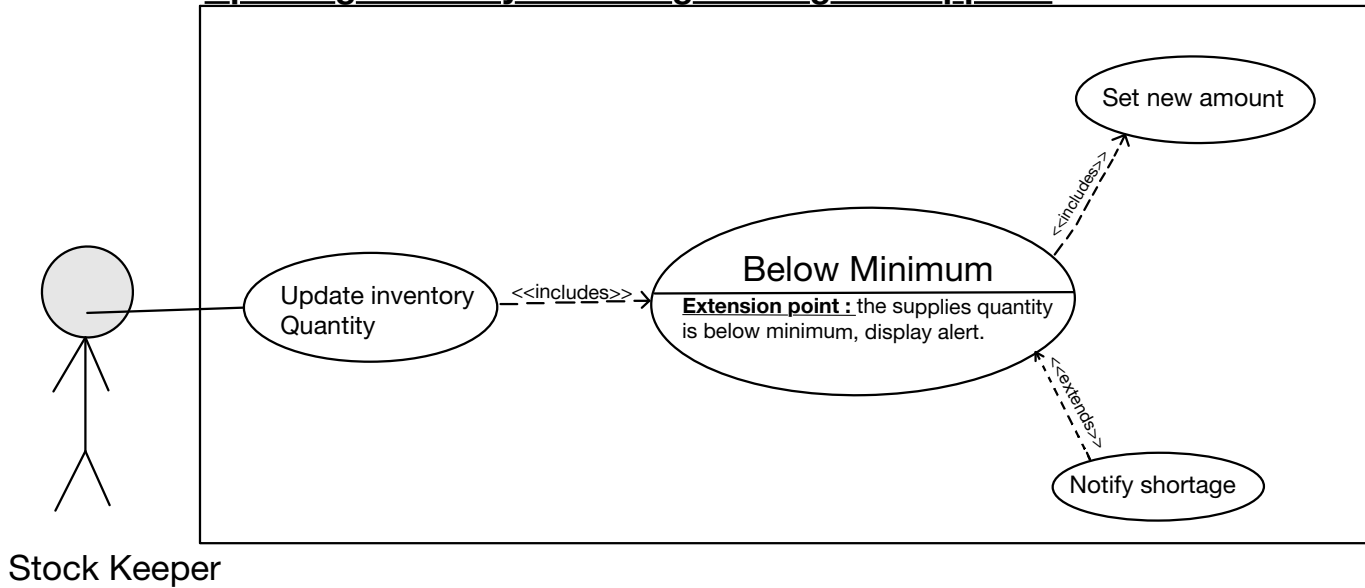 Set new amount
<<includes>>
Below Minimum
Update inventory
Quantity
<<includes>>
Extension point : the supplies quantity
is below minimum, display alert.
<<extends>>
Notify shortage
Stock Keeper